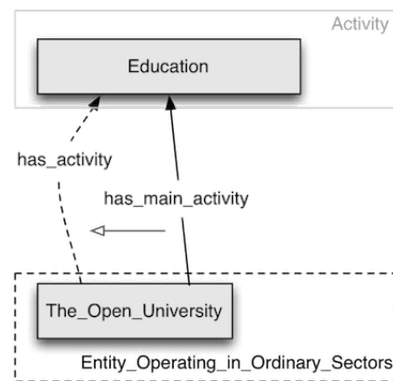 Activity
Education
has_activity
has_main_activity
The_Open_University
Entity_Operating_in_Ordinary_Sectors